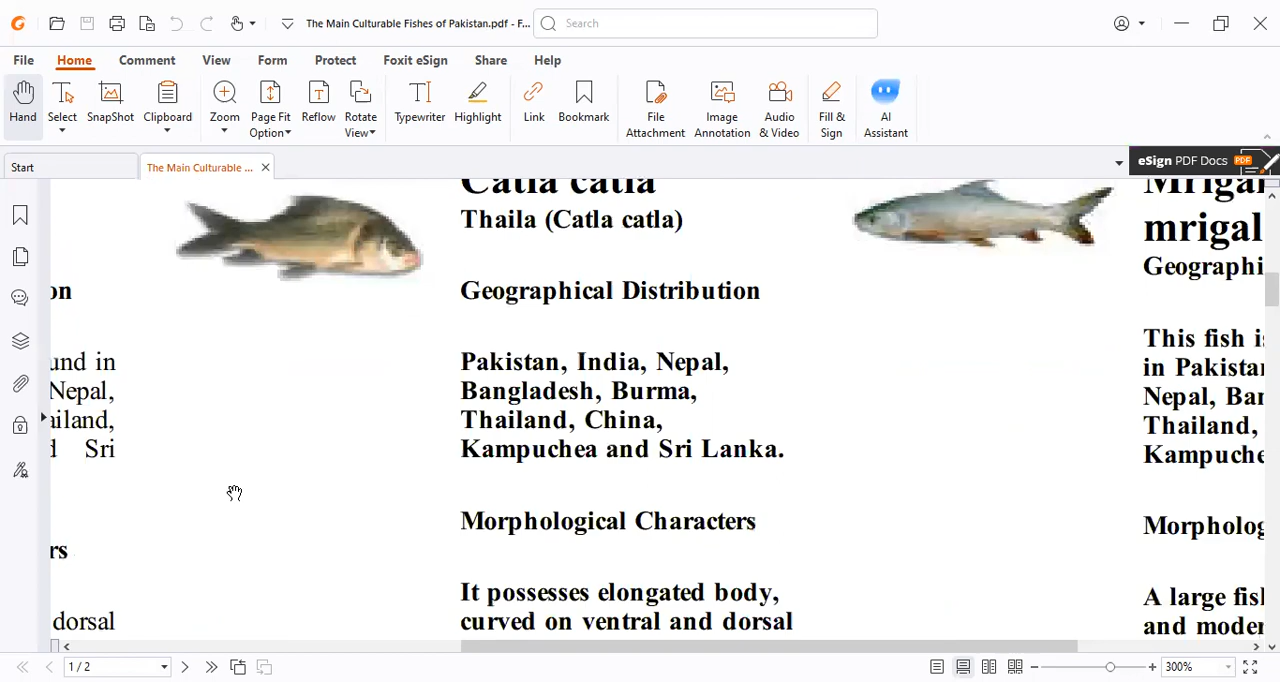 The Main Culturable Fishes of Pakistan.pdf - F...
Search
File
Home
Comment
View
Form
Protect
Foxit eSign
Share
Help
Hand
Select
SnapShot
Clipboard
Zoom
Page Fit
Option
Reflow
Rotate
View
Typewriter
Highlight
Link
Bookmark
File
Attachment
Image
Annotation
Audio
& Video
Fill &
Sign
AI
Assistant
Start
The Main Culturable ...
eSign PDF Docs
PDF
on
und in
Nepal,
ailand,
d Sri
rs
dorsal
Catla catla
Thaila (Catla catla)
Geographical Distribution
Pakistan, India, Nepal,
Bangladesh, Burma,
Thailand, China,
Kampuchea and Sri Lanka.
Morphological Characters
It possesses elongated body,
curved on ventral and dorsal
Mrigal
mrigal
Geographi
This fish i
in Pakista
Nepal, Ba
Thailand,
Kampuche
Morpholog
A large fis
and moder
1 / 2
300%